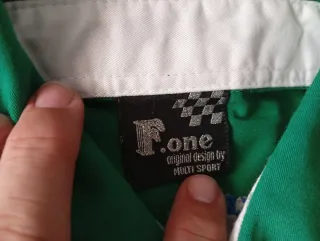 F.one
original design by
MULTI SPORT